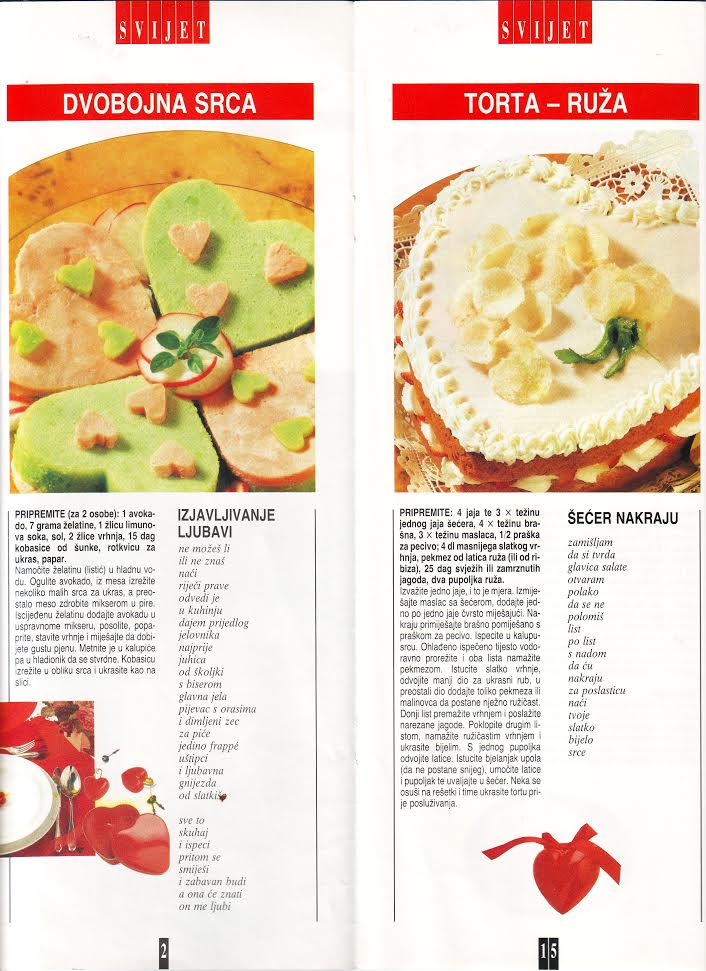 SVIJET
DVOBOJNA SRCA
PRIPREMITE (za 2 osobe): 1 avoka-
do, 7 grama želatine, 1 žlicu limuno-
va soka, sol, 2 žlice vrhnja, 15 dag
kobasice od šunke, rotkvicu za
ukras, papar.
Namočite želatinu (listić) u hladnu vo-
du. Ogulite avokado, iz mesa izrežite
nekoliko malih srca za ukras, a preo-
stalo meso zdrobite mikserom u pire.
Iscijeđenu želatinu dodajte avokadu u
uspravnome mikseru, posolite, popa-
prite, stavite vrhnje i miješajte da dobi-
jete gustu pjenu. Metnite je u kalupiće
pa u hladionik da se stvrdne. Kobasicu
izrežite u obliku srca i ukrasite kao na
slici.
IZJAVLJIVANJE
LJUBAVI
ne možeš li
ili ne znaš
naći
riječi prave
odvedi je
u kuhinju
dajem prijedlog
jelovnika
najprije
juhica
od školjki
s biserom
glavna jela
pijevac s orasima
i dimljeni zec
za piće
jedino frappé
uštipci
i ljubavna
gnijezda
od slatkiša
sve to
skuhaj
i ispeci
pritom se
smiješi
i zabavan budi
a ona će znati
on me ljubi
2
SVIJET
TORTA – RUŽA
PRIPREMITE: 4 jaja te 3 × težinu
jednog jaja šećera, 4 × težinu bra-
šna, 3 × težinu maslaca, 1/2 praška
za pecivo; 4 dl masnijega slatkog vr-
hnja, pekmez od latica ruža (ili od ri-
biza), 25 dag svježih ili zamrznutih
jagoda, dva pupoljka ruža.
Izvažite jedno jaje, i to je mjera. Izmije-
šajte maslac sa šećerom, dodajte jed-
no po jedno jaje čvrsto miješajući. Na-
kraju primiješajte brašno pomiješano s
praškom za pecivo. Ispecite u kalupu-
srcu. Ohlađeno ispečeno tijesto vodo-
ravno prorežite i oba lista namažite
pekmezom. Istucite slatko vrhnje,
odvojite manji dio za ukrasni rub, u
preostali dio dodajte toliko pekmeza ili
malinovca da postane nježno ružičast.
Donji list premažite vrhnjem i poslažite
narezane jagode. Poklopite drugim li-
stom, namažite ružičastim vrhnjem i
ukrasite bijelim. S jednog pupoljka
odvojite latice. Istucite bjelanjak upola
(da ne postane snijeg), umočite latice
i pupoljak te uvaljajte u šećer. Neka se
osuši na rešetki i time ukrasite tortu pri-
je posluživanja.
ŠEĆER NAKRAJU
zamišljam
da si tvrda
glavica salate
otvaram
polako
da se ne
polomiš
list
po list
s nadom
da ću
nakraju
za poslasticu
naći
tvoje
slatko
bijelo
srce
15